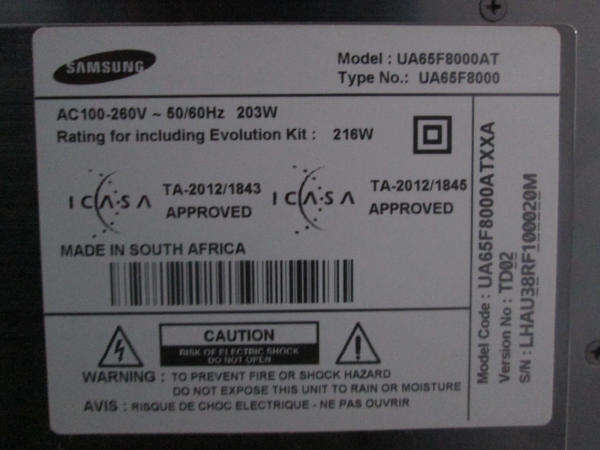 SAMSUNG
Model : UA65F8000AT
Type No.: UA65F8000
AC100-260V ~ 50/60Hz 203W
Rating for including Evolution Kit : 216W
ICASA TA-2012/1843 APPROVED
ICASA TA-2012/1845 APPROVED
MADE IN SOUTH AFRICA
CAUTION
RISK OF ELECTRIC SHOCK
DO NOT OPEN
WARNING : TO PREVENT FIRE OR SHOCK HAZARD
DO NOT EXPOSE THIS UNIT TO RAIN OR MOISTURE
AVIS : RISQUE DE CHOC ELECTRIQUE - NE PAS OUVRIR
Model Code : UA65F8000ATXXA
Version No : TD02
S/N : LHAU38RF100020M